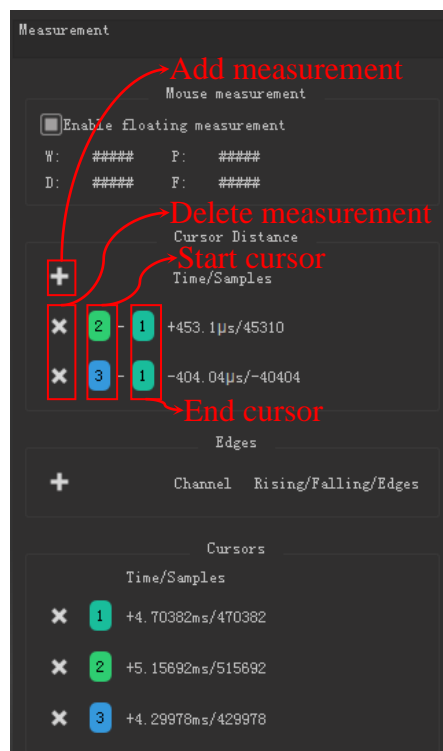 Measurement
Add measurement
Mouse measurement
Enable floating measurement
W: ##### P: #####
D: ##### F: #####
Delete measurement
Cursor Distance
Start cursor
Time/Samples
2 - 1 +453.1μs/45310
3 - 1 -404.04μs/-40404
End cursor
Edges
Channel Rising/Falling/Edges
Cursors
Time/Samples
1 +4.70382ms/470382
2 +5.15692ms/515692
3 +4.29978ms/429978